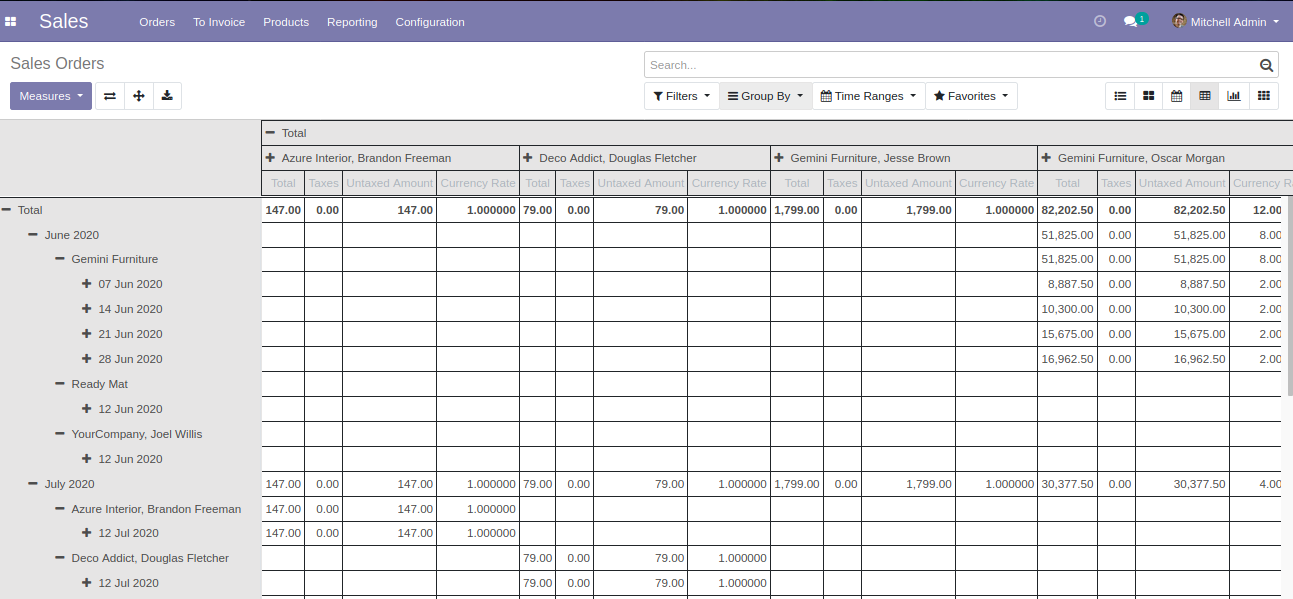 Sales Orders To Invoice Products Reporting Configuration 1 Mitchell Admin
Sales Orders Search...
Measures Filters Group By Time Ranges Favorites
Total
Azure Interior, Brandon Freeman Deco Addict, Douglas Fletcher Gemini Furniture, Jesse Brown Gemini Furniture, Oscar Morgan
Total Taxes Untaxed Amount Currency Rate Total Taxes Untaxed Amount Currency Rate Total Taxes Untaxed Amount Currency Rate Total Taxes Untaxed Amount Currency R
Total 147.00 0.00 147.00 1.000000 79.00 0.00 79.00 1.000000 1,799.00 0.00 1,799.00 1.000000 82,202.50 0.00 82,202.50 12.00
June 2020 51,825.00 0.00 51,825.00 8.00
Gemini Furniture 51,825.00 0.00 51,825.00 8.00
07 Jun 2020 8,887.50 0.00 8,887.50 2.00
14 Jun 2020 10,300.00 0.00 10,300.00 2.00
21 Jun 2020 15,675.00 0.00 15,675.00 2.00
28 Jun 2020 16,962.50 0.00 16,962.50 2.00
Ready Mat
12 Jun 2020
YourCompany, Joel Willis
12 Jun 2020
July 2020 147.00 0.00 147.00 1.000000 79.00 0.00 79.00 1.000000 1,799.00 0.00 1,799.00 1.000000 30,377.50 0.00 30,377.50 4.00
Azure Interior, Brandon Freeman 147.00 0.00 147.00 1.000000
12 Jul 2020 147.00 0.00 147.00 1.000000
Deco Addict, Douglas Fletcher 79.00 0.00 79.00 1.000000
12 Jul 2020 79.00 0.00 79.00 1.000000